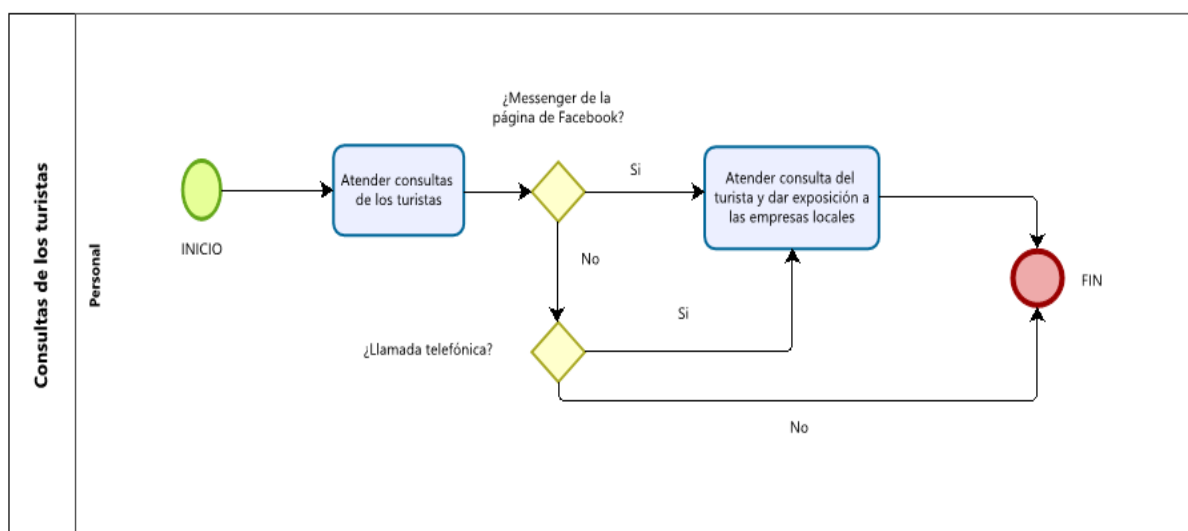 Consultas de los turistas
Personal
INICIO
Atender consultas
de los turistas
¿Messenger de la
página de Facebook?
Si
No
¿Llamada telefónica?
Si
No
Atender consulta del
turista y dar exposición a
las empresas locales
FIN